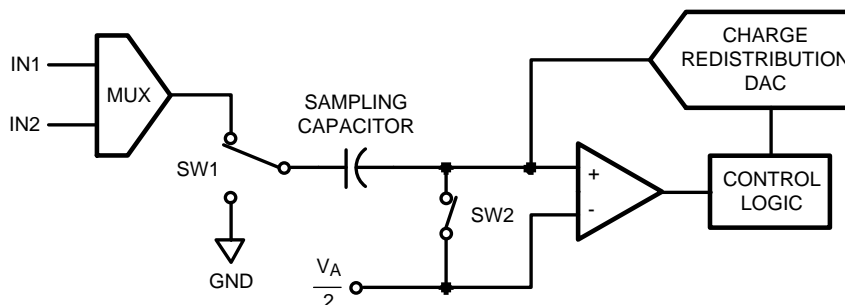 IN1
IN2
MUX
SW1
SAMPLING
CAPACITOR
SW2
GND
VA
2
+
-
CHARGE
REDISTRIBUTION
DAC
CONTROL
LOGIC